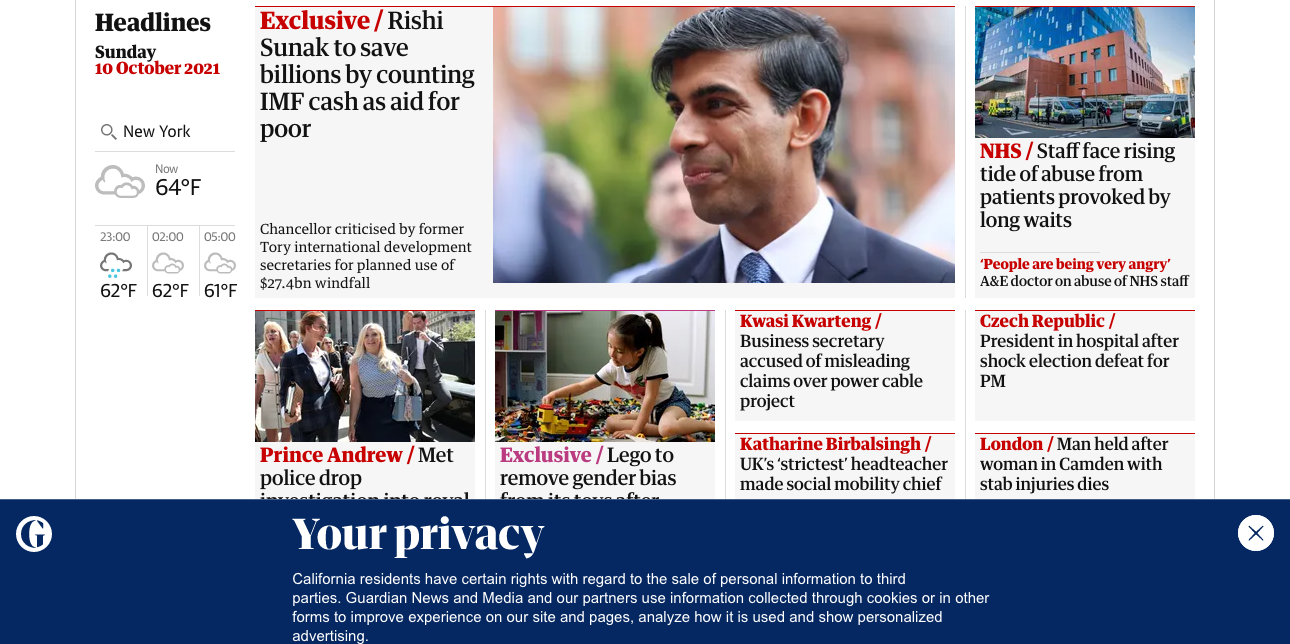 Headlines
Sunday
10 October 2021
New York
Now
64°F
23:00
02:00
05:00
62°F
62°F
61°F
Exclusive / Rishi
Sunak to save
billions by counting
IMF cash as aid for
poor
Chancellor criticised by former
Tory international development
secretaries for planned use of
$27.4bn windfall
NHS / Staff face rising
tide of abuse from
patients provoked by
long waits
‘People are being very angry’
A&E doctor on abuse of NHS staff
Prince Andrew / Met
police drop
investigation into royal
Exclusive / Lego to
remove gender bias
from its toys after
Kwasi Kwarteng /
Business secretary
accused of misleading
claims over power cable
project
Katharine Birbalsingh /
UK’s ‘strictest’ headteacher
made social mobility chief
Czech Republic /
President in hospital after
shock election defeat for
PM
London / Man held after
woman in Camden with
stab injuries dies
G
Your privacy
California residents have certain rights with regard to the sale of personal information to third
parties. Guardian News and Media and our partners use information collected through cookies or in other
forms to improve experience on our site and pages, analyze how it is used and show personalized
advertising.